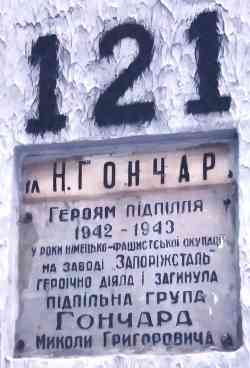 121
ул Н. ГОНЧАР
ГЕРОЯМ ПІДПІЛЛЯ
1942 - 1943
У РОКИ НІМЕЦЬКО-ФАШИСТСЬКОЇ ОКУПАЦІЇ
НА ЗАВОДІ „ЗАПОРІЖСТАЛЬ"
ГЕРОЇЧНО ДІЯЛА І ЗАГИНУЛА
ПІДПІЛЬНА ГРУПА
ГОНЧАРА
МИКОЛИ ГРИГОРОВИЧА